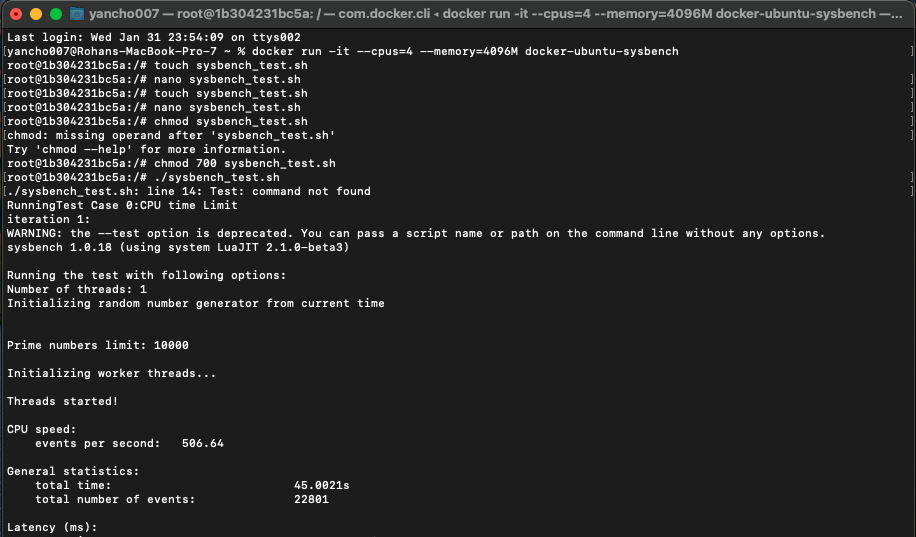 yancho007 — root@1b304231bc5a: / — com.docker.cli ◂ docker run -it --cpus=4 --memory=4096M docker-ubuntu-sysbench —...
Last login: Wed Jan 31 23:54:09 on ttys002
[yancho007@Rohans-MacBook-Pro-7 ~ % docker run -it --cpus=4 --memory=4096M docker-ubuntu-sysbench ]
root@1b304231bc5a:/# touch sysbench_test.sh
[root@1b304231bc5a:/# nano sysbench_test.sh ]
[root@1b304231bc5a:/# touch sysbench_test.sh ]
[root@1b304231bc5a:/# nano sysbench_test.sh ]
[root@1b304231bc5a:/# chmod sysbench_test.sh ]
[chmod: missing operand after 'sysbench_test.sh' ]
Try 'chmod --help' for more information.
root@1b304231bc5a:/# chmod 700 sysbench_test.sh
[root@1b304231bc5a:/# ./sysbench_test.sh ]
[./sysbench_test.sh: line 14: Test: command not found ]
RunningTest Case 0:CPU time Limit
iteration 1:
WARNING: the --test option is deprecated. You can pass a script name or path on the command line without any options.
sysbench 1.0.18 (using system LuaJIT 2.1.0-beta3)
Running the test with following options:
Number of threads: 1
Initializing random number generator from current time
Prime numbers limit: 10000
Initializing worker threads...
Threads started!
CPU speed:
events per second: 506.64
General statistics:
total time: 45.0021s
total number of events: 22801
Latency (ms):